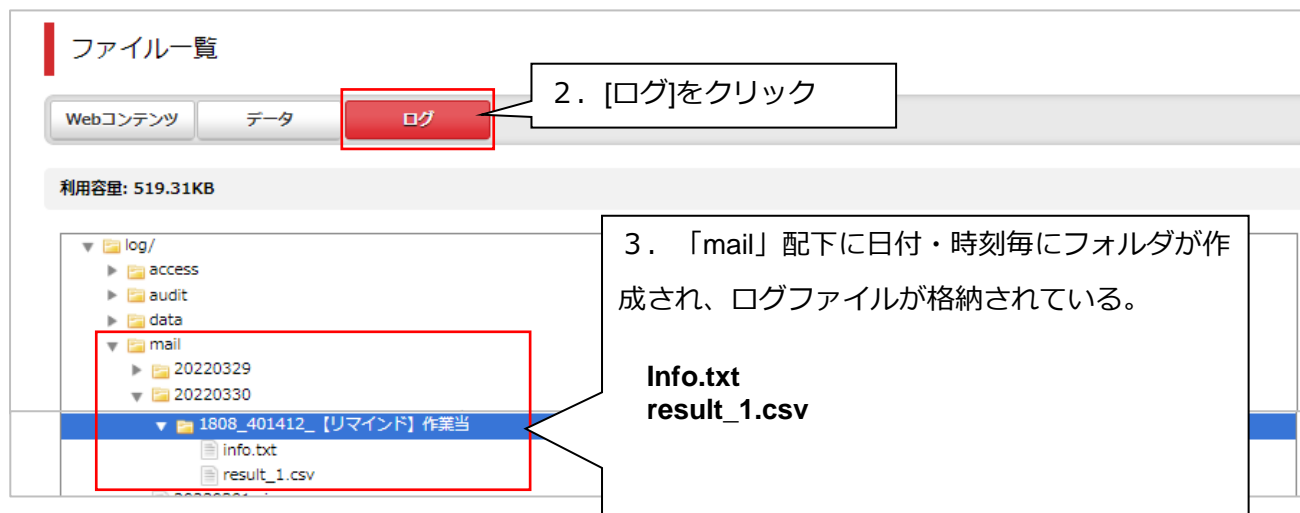 ファイル一覧
2．[ログ]をクリック
Webコンテンツ
データ
ログ
利用容量: 519.31KB
log/
access
audit
data
mail
20220329
20220330
1808_401412_【リマインド】作業当
info.txt
result_1.csv
3．「mail」配下に日付・時刻毎にフォルダが作
成され、ログファイルが格納されている。
Info.txt
result_1.csv